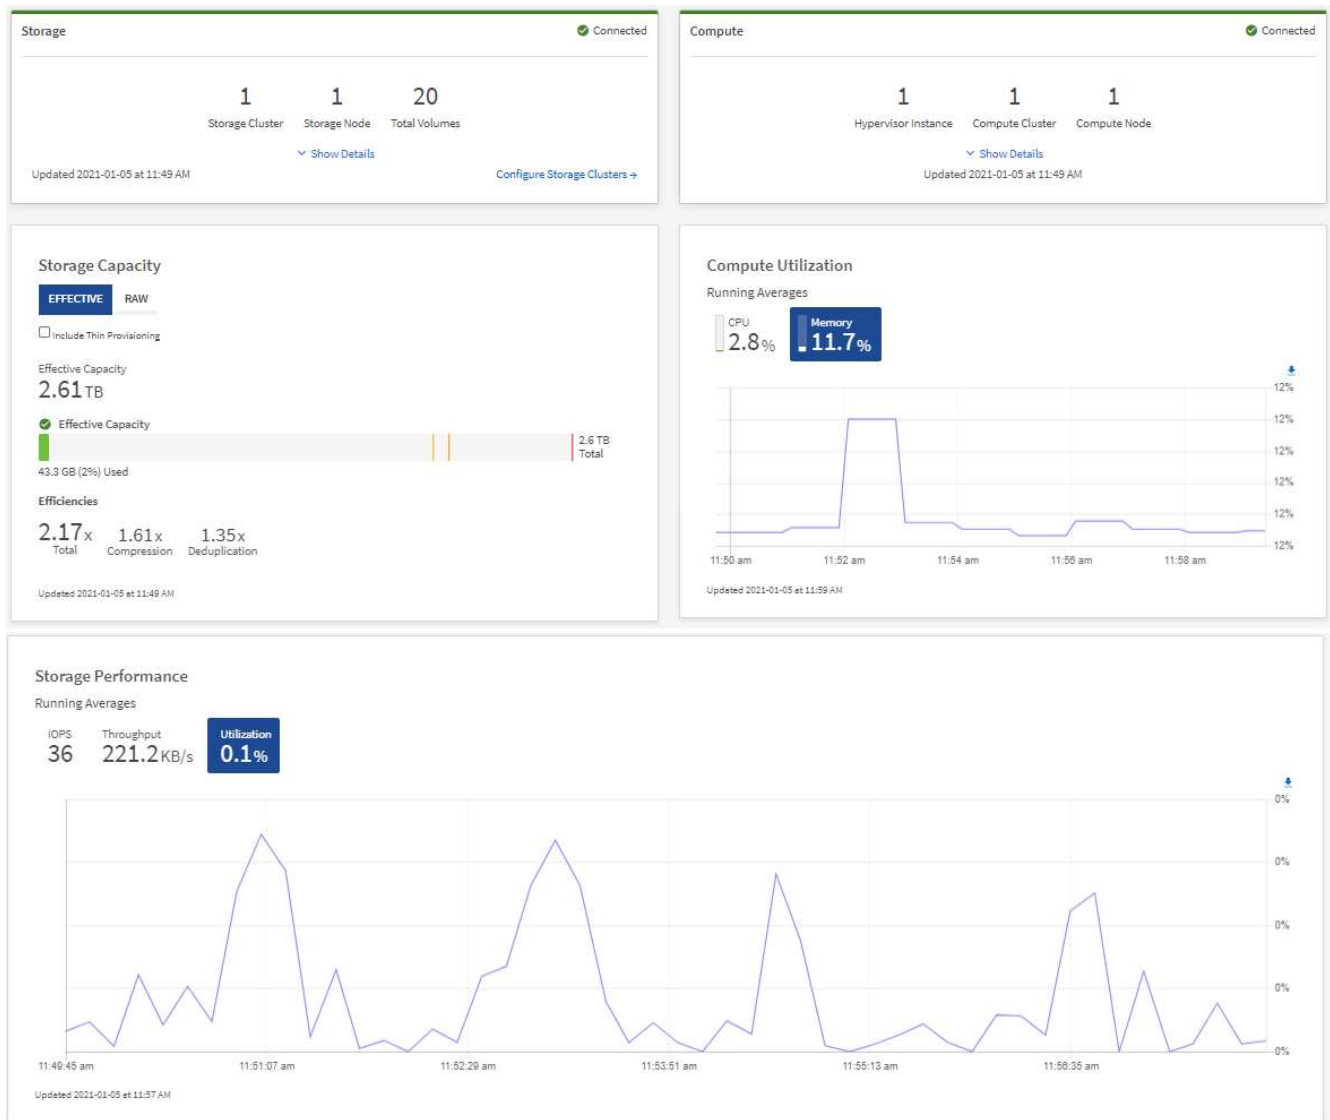 Storage
Connected
1 1 20
Storage Cluster Storage Node Total Volumes
Show Details
Updated 2021-01-05 at 11:49 AM
Configure Storage Clusters →
Compute
Connected
1 1 1
Hypervisor Instance Compute Cluster Compute Node
Show Details
Updated 2021-01-05 at 11:49 AM
Storage Capacity
EFFECTIVE RAW
Include Thin Provisioning
Effective Capacity
2.61 TB
Effective Capacity
2.6 TB
Total
43.3 GB (2%) Used
Efficiencies
2.17x 1.61x 1.35x
Total Compression Deduplication
Updated 2021-01-05 at 11:49 AM
Compute Utilization
Running Averages
CPU Memory
2.8% 11.7%
12%
12%
12%
12%
12%
12%
11:50 am 11:52 am 11:54 am 11:56 am 11:58 am
Updated 2021-01-05 at 11:59 AM
Storage Performance
Running Averages
IOPS Throughput Utilization
36 221.2 KB/s 0.1%
0%
0%
0%
0%
0%
11:49:45 am 11:51:07 am 11:52:29 am 11:53:51 am 11:55:13 am 11:56:35 am
Updated 2021-01-05 at 11:57 AM